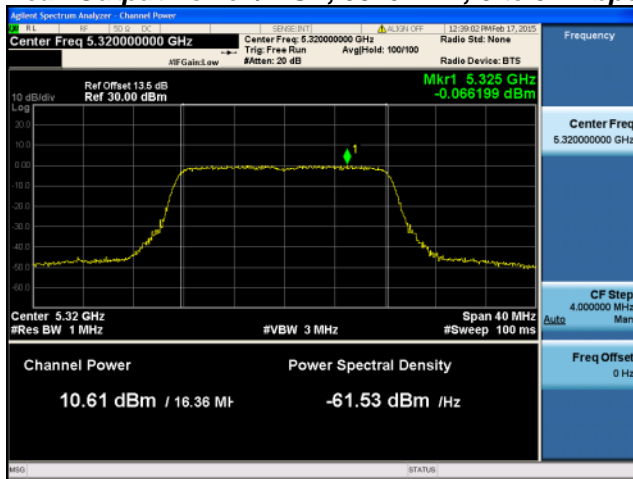 Agilent Spectrum Analyzer - Channel Power
RL RF 50 Ω DC SENSE:INT ALIGN OFF 12:39:02 PM Feb 17, 2015
Center Freq 5.320000000 GHz
Center Freq: 5.320000000 GHz
Radio Std: None
Trig: Free Run Avg|Hold: 100/100
#IFGain:Low #Atten: 20 dB Radio Device: BTS
Frequency
Ref Offset 13.5 dB
10 dB/div Ref 30.00 dBm
Mkr1 5.325 GHz
-0.066199 dBm
Log
20.0
10.0
0.00
-10.0
-20.0
-30.0
-40.0
-50.0
-60.0
1
Center Freq
5.320000000 GHz
Center 5.32 GHz Span 40 MHz
#Res BW 1 MHz #VBW 3 MHz #Sweep 100 ms
CF Step
4.000000 MHz
Auto Man
Channel Power Power Spectral Density
10.61 dBm / 16.36 MH -61.53 dBm /Hz
Freq Offset
0 Hz
MSG STATUS